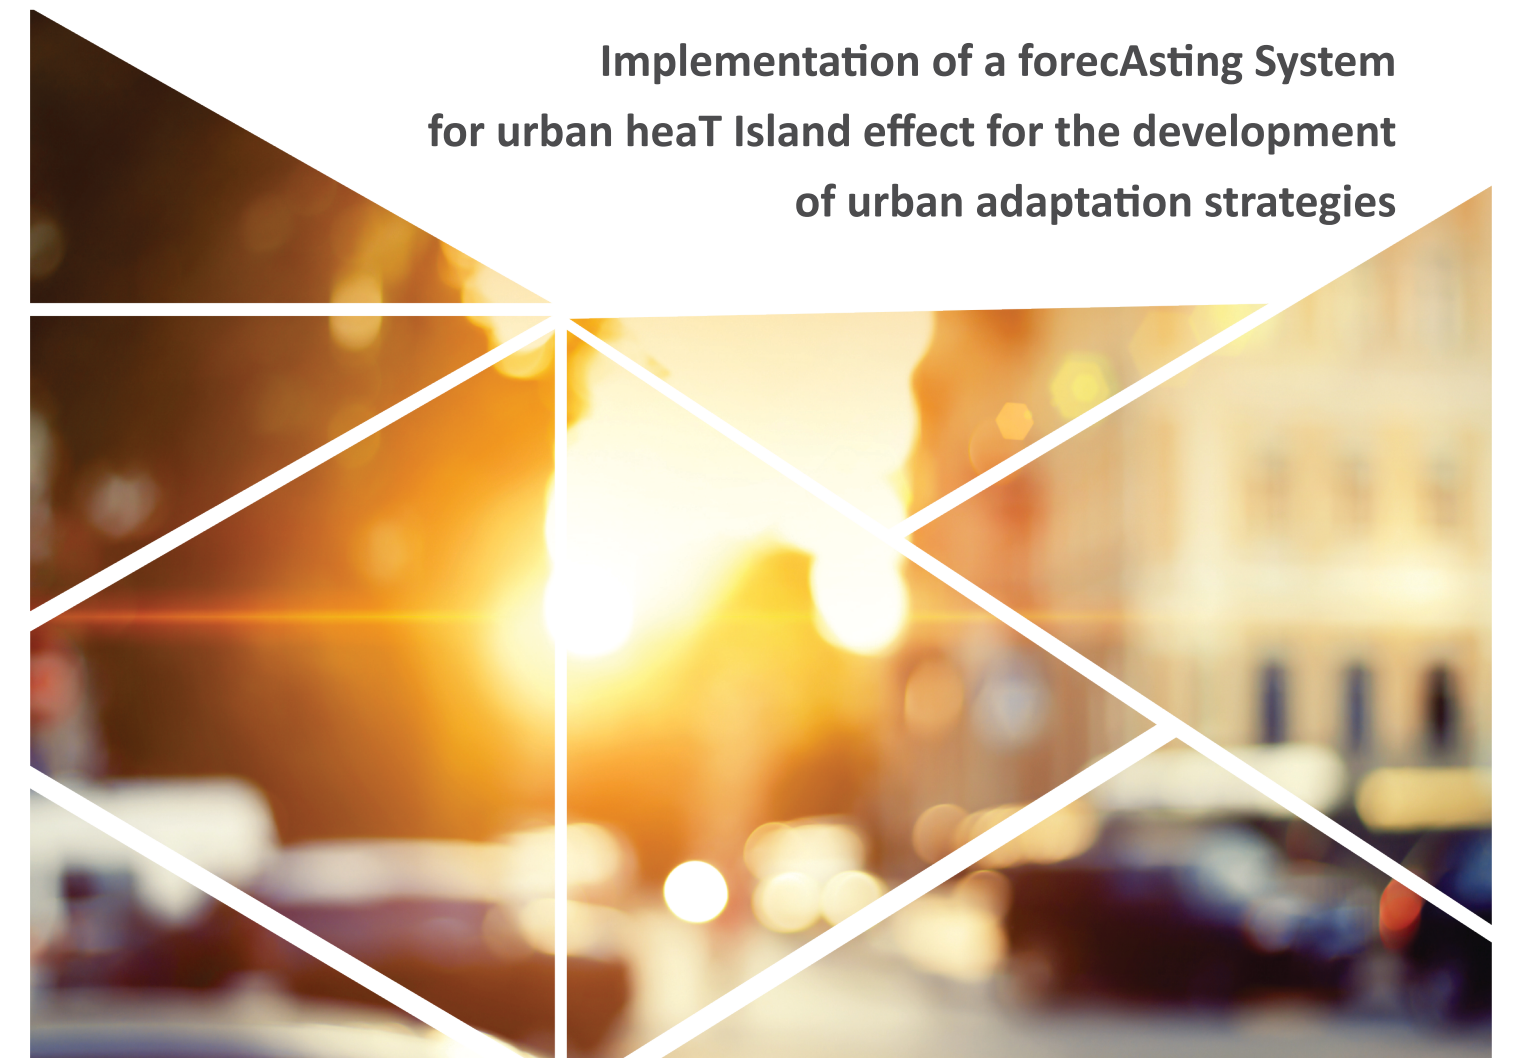 Implementation of a forecAsting System
for urban heaT Island effect for the development
of urban adaptation strategies